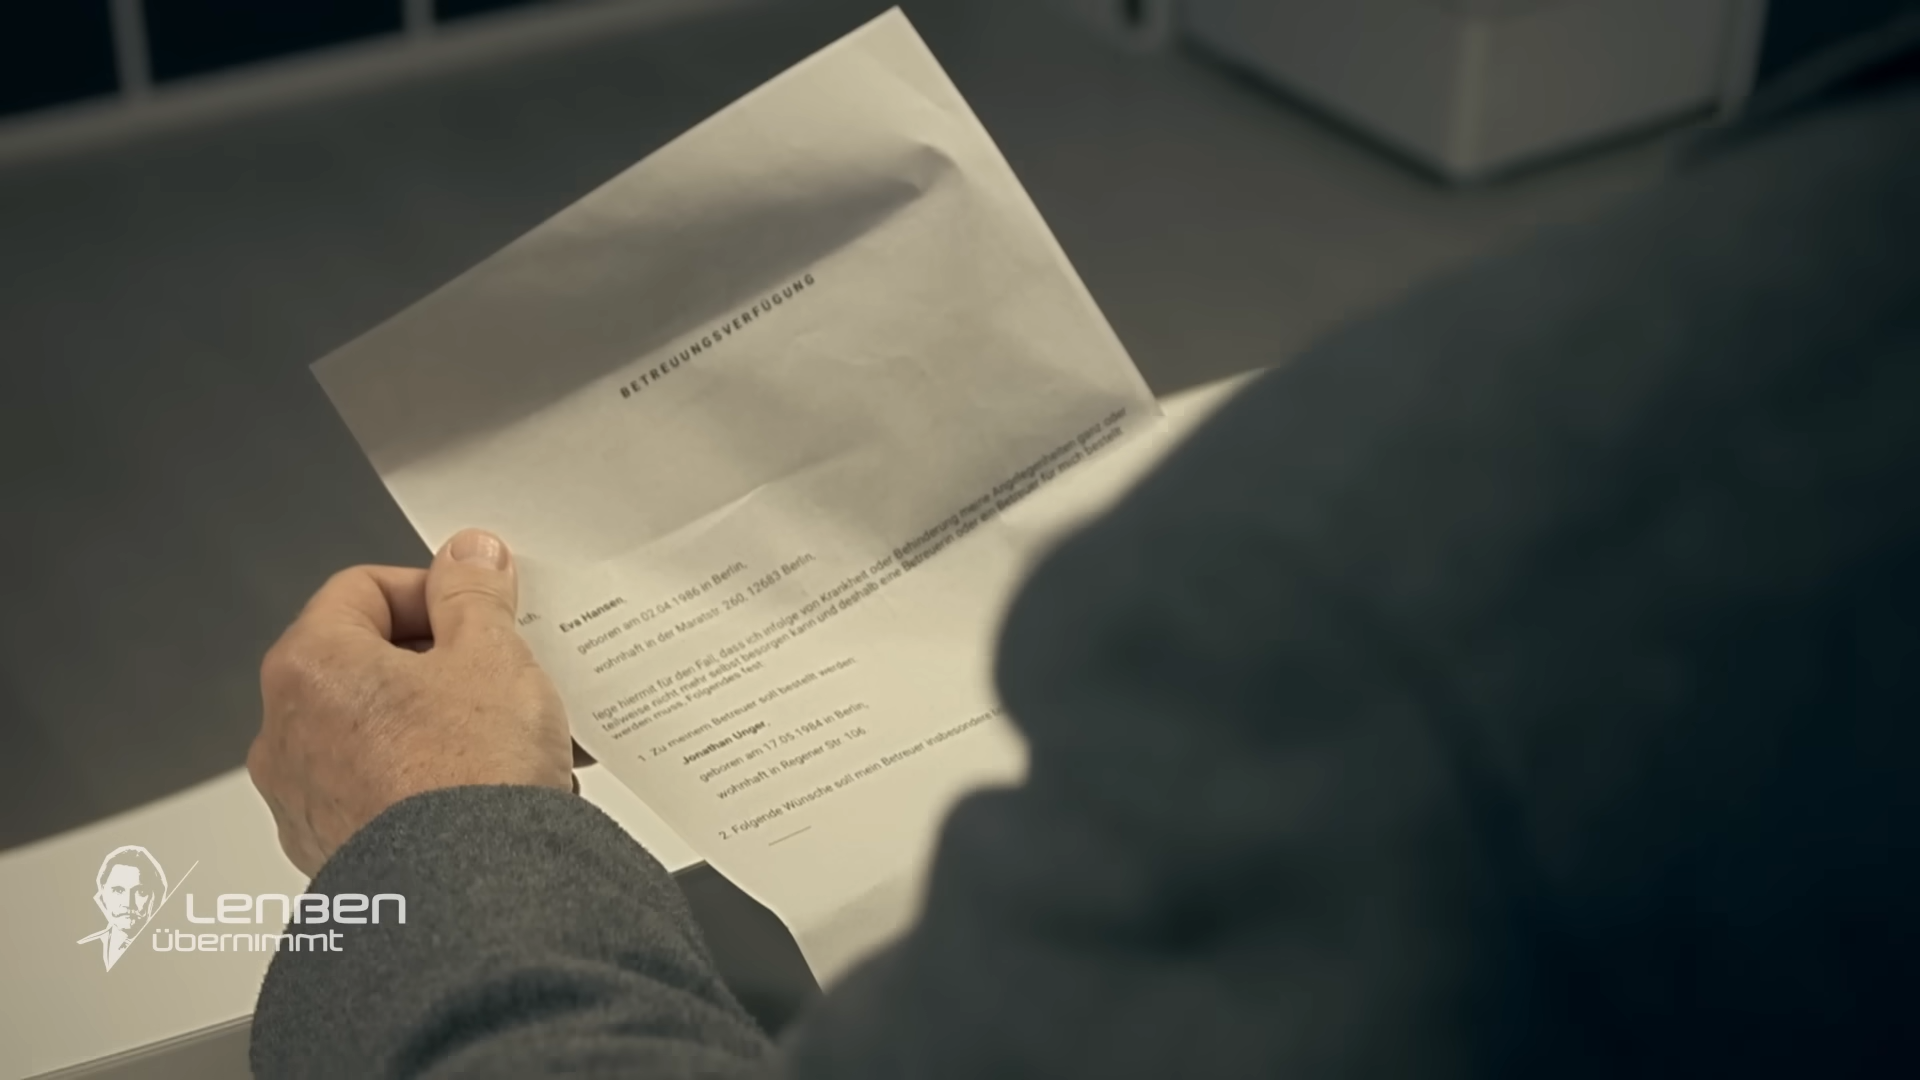 BETREUUNGSVERFÜGUNG
Ich,
Eva Hansen,
geboren am 02.04.1986 in Berlin,
wohnhaft in der Maratstr. 260, 12683 Berlin,
lege hiermit für den Fall, dass ich infolge von Krankheit oder Behinderung meine Angelegenheiten ganz oder
teilweise nicht mehr selbst besorgen kann und deshalb eine Betreuerin oder ein Betreuer für mich bestellt
werden muss, Folgendes fest:
1. Zu meinem Betreuer soll bestellt werden:
Jonathan Unger,
geboren am 17.05.1984 in Berlin,
wohnhaft in Regener Str. 106
2. Folgende Wünsche soll mein Betreuer insbesondere
LENßEN
übernimmt